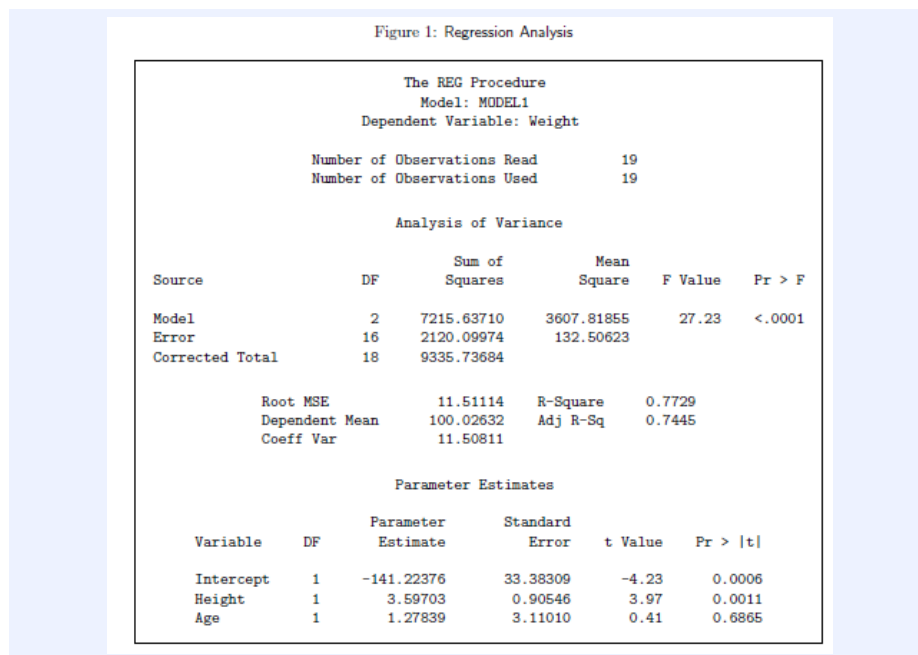 Figure 1: Regression Analysis
The REG Procedure
Model: MODEL1
Dependent Variable: Weight
Number of Observations Read 19
Number of Observations Used 19
Analysis of Variance
Sum of Mean
Source DF Squares Square F Value Pr > F
Model 2 7215.63710 3607.81855 27.23 <.0001
Error 16 2120.09974 132.50623
Corrected Total 18 9335.73684
Root MSE 11.51114 R-Square 0.7729
Dependent Mean 100.02632 Adj R-Sq 0.7445
Coeff Var 11.50811
Parameter Estimates
Parameter Standard
Variable DF Estimate Error t Value Pr > |t|
Intercept 1 -141.22376 33.38309 -4.23 0.0006
Height 1 3.59703 0.90546 3.97 0.0011
Age 1 1.27839 3.11010 0.41 0.6865